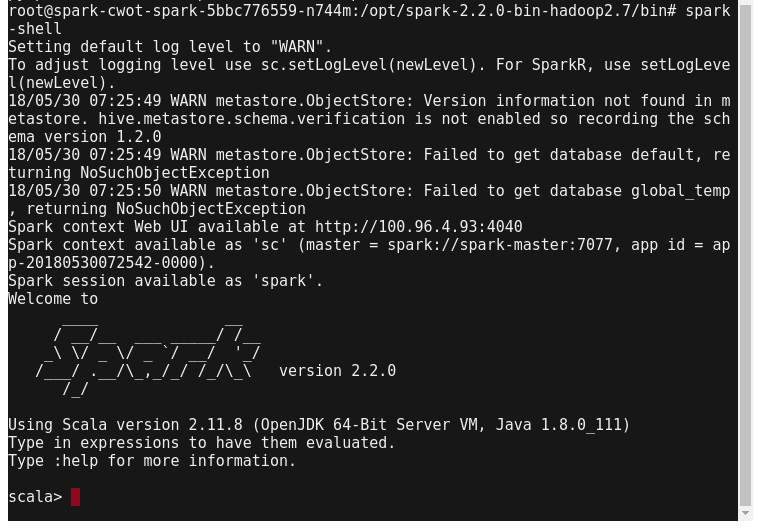 root@spark-cwot-spark-5bbc776559-n744m:/opt/spark-2.2.0-bin-hadoop2.7/bin# spark
-shell
Setting default log level to "WARN".
To adjust logging level use sc.setLogLevel(newLevel). For SparkR, use setLogLeve
l(newLevel).
18/05/30 07:25:49 WARN metastore.ObjectStore: Version information not found in m
etastore. hive.metastore.schema.verification is not enabled so recording the sch
ema version 1.2.0
18/05/30 07:25:49 WARN metastore.ObjectStore: Failed to get database default, re
turning NoSuchObjectException
18/05/30 07:25:50 WARN metastore.ObjectStore: Failed to get database global_temp
, returning NoSuchObjectException
Spark context Web UI available at http://100.96.4.93:4040
Spark context available as 'sc' (master = spark://spark-master:7077, app id = ap
p-20180530072542-0000).
Spark session available as 'spark'.
Welcome to
      ____              __
     / __/__  ___ _____/ /__
    _\ \/ _ \/ _ `/ __/  '_/
   /___/ .__/\_,_/_/ /_/\_\   version 2.2.0
      /_/
Using Scala version 2.11.8 (OpenJDK 64-Bit Server VM, Java 1.8.0_111)
Type in expressions to have them evaluated.
Type :help for more information.
scala>